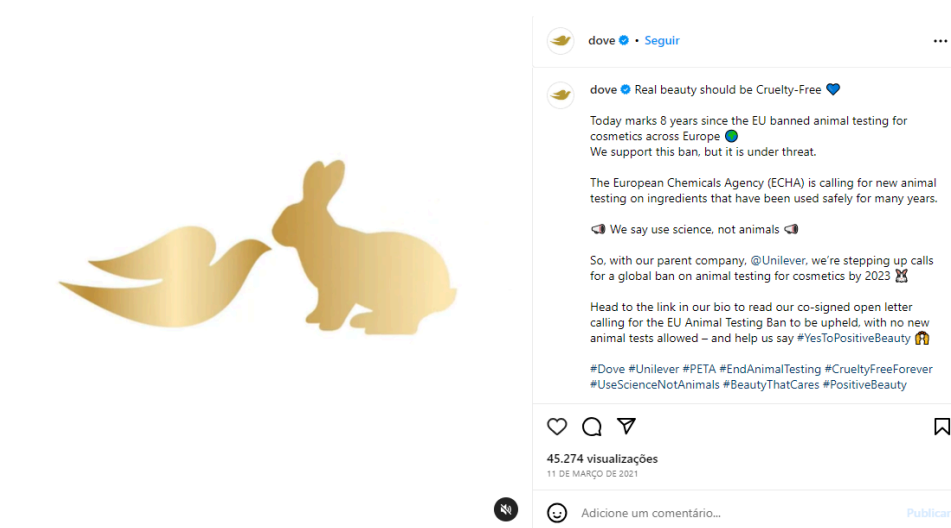 dove • Seguir
dove Real beauty should be Cruelty-Free 💙
Today marks 8 years since the EU banned animal testing for
cosmetics across Europe 🌍
We support this ban, but it is under threat.
The European Chemicals Agency (ECHA) is calling for new animal
testing on ingredients that have been used safely for many years.
📢 We say use science, not animals 📢
So, with our parent company, @Unilever, we're stepping up calls
for a global ban on animal testing for cosmetics by 2023 🐰
Head to the link in our bio to read our co-signed open letter
calling for the EU Animal Testing Ban to be upheld, with no new
animal tests allowed – and help us say #YesToPositiveBeauty 🙌
#Dove #Unilever #PETA #EndAnimalTesting #CrueltyFreeForever
#UseScienceNotAnimals #BeautyThatCares #PositiveBeauty
45.274 visualizações
11 DE MARÇO DE 2021
Adicione um comentário... Publicar